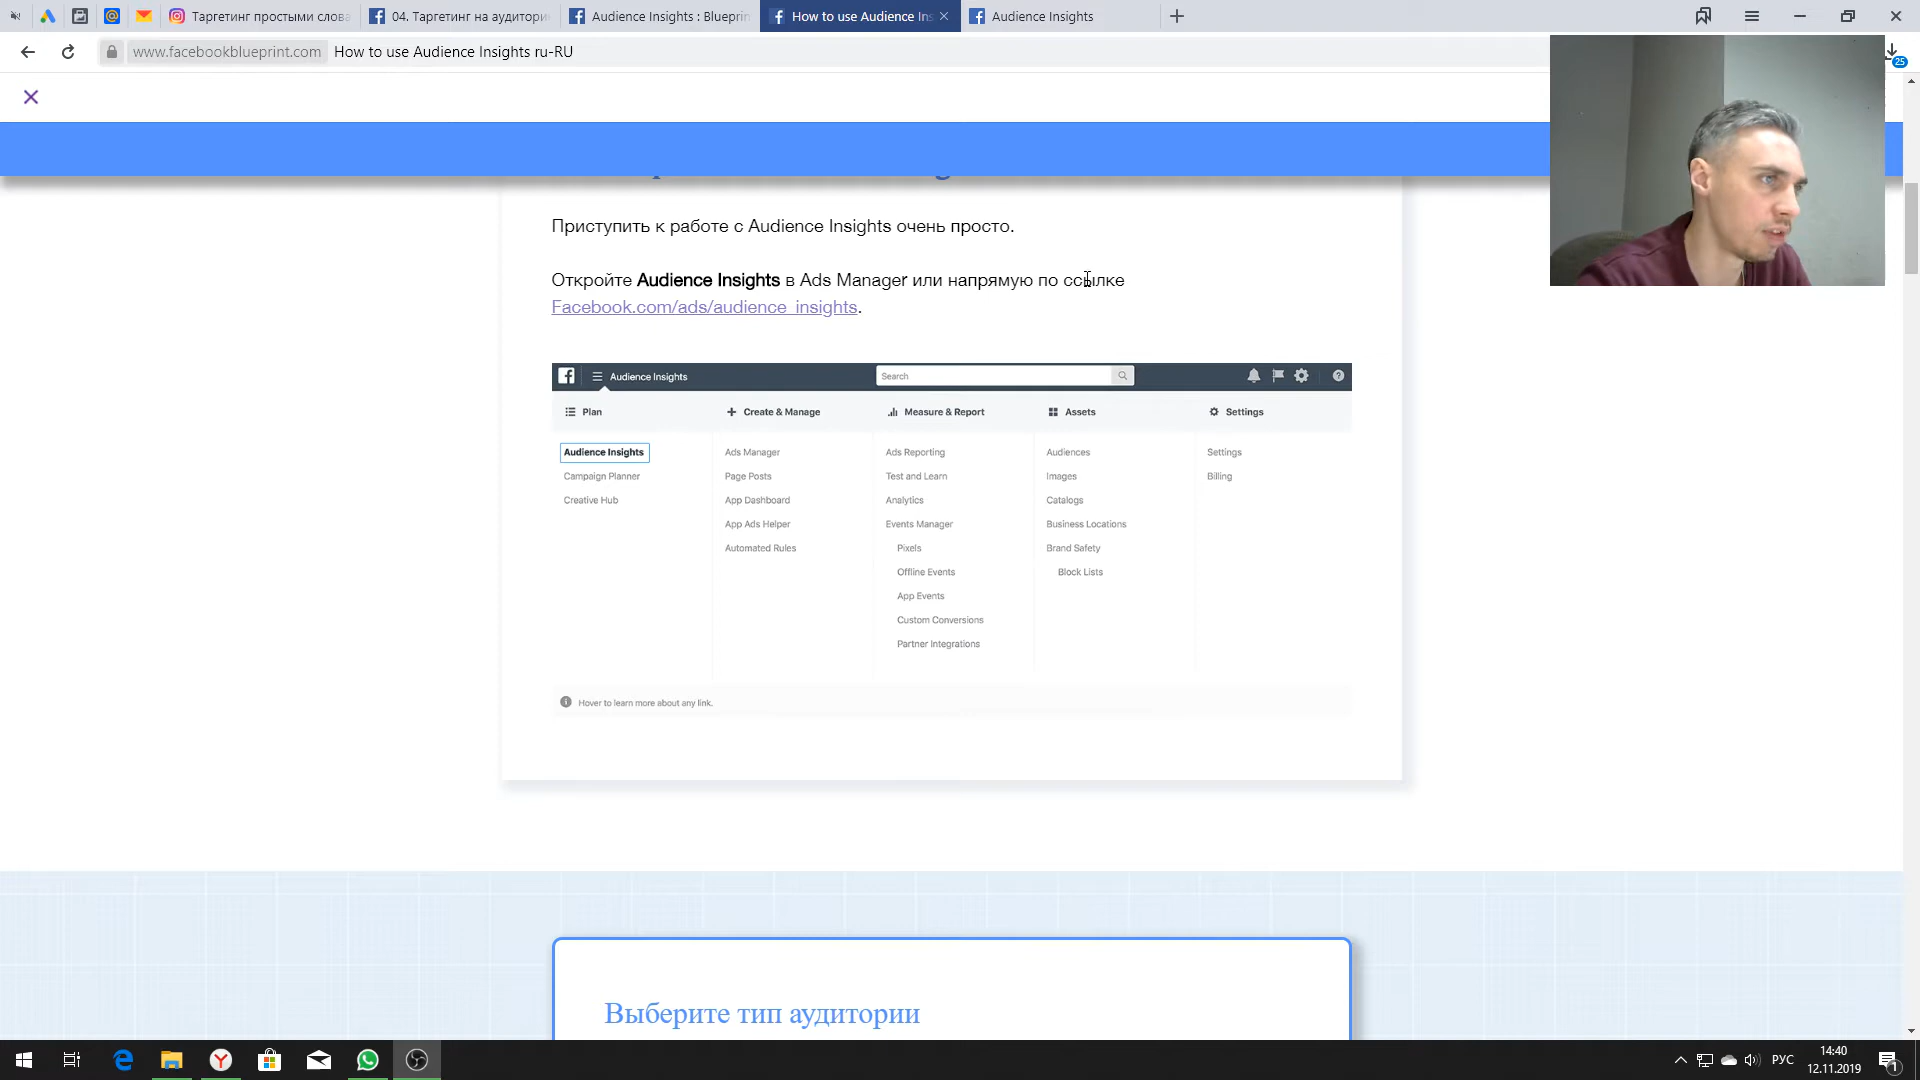 Таргетинг простыми слова
04. Таргетинг на аудитори
Audience Insights : Blueprin
How to use Audience Ins
Audience Insights
www.facebookblueprint.com
How to use Audience Insights ru-RU
25
Приступить к работе с Audience Insights очень просто.
Откройте Audience Insights в Ads Manager или напрямую по ссылке
Facebook.com/ads/audience_insights.
Audience Insights
Search
Plan
Create & Manage
Measure & Report
Assets
Settings
Audience Insights
Ads Manager
Ads Reporting
Audiences
Settings
Campaign Planner
Page Posts
Test and Learn
Images
Billing
Creative Hub
App Dashboard
Analytics
Catalogs
App Ads Helper
Events Manager
Business Locations
Automated Rules
Pixels
Brand Safety
Offline Events
Block Lists
App Events
Custom Conversions
Partner Integrations
Hover to learn more about any link.
Выберите тип аудитории
РУС
14:40
12.11.2019
1